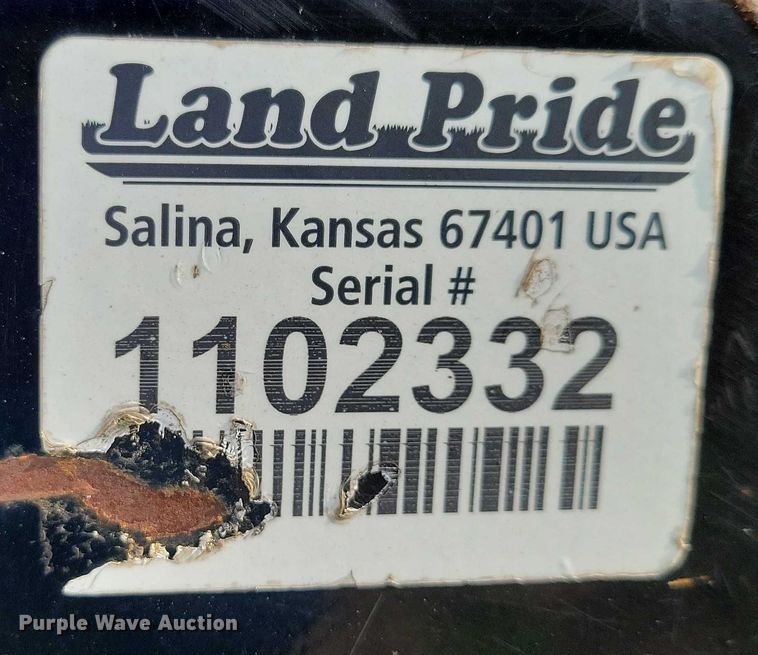 Land Pride
Salina, Kansas 67401 USA
Serial #
1102332
Purple Wave Auction